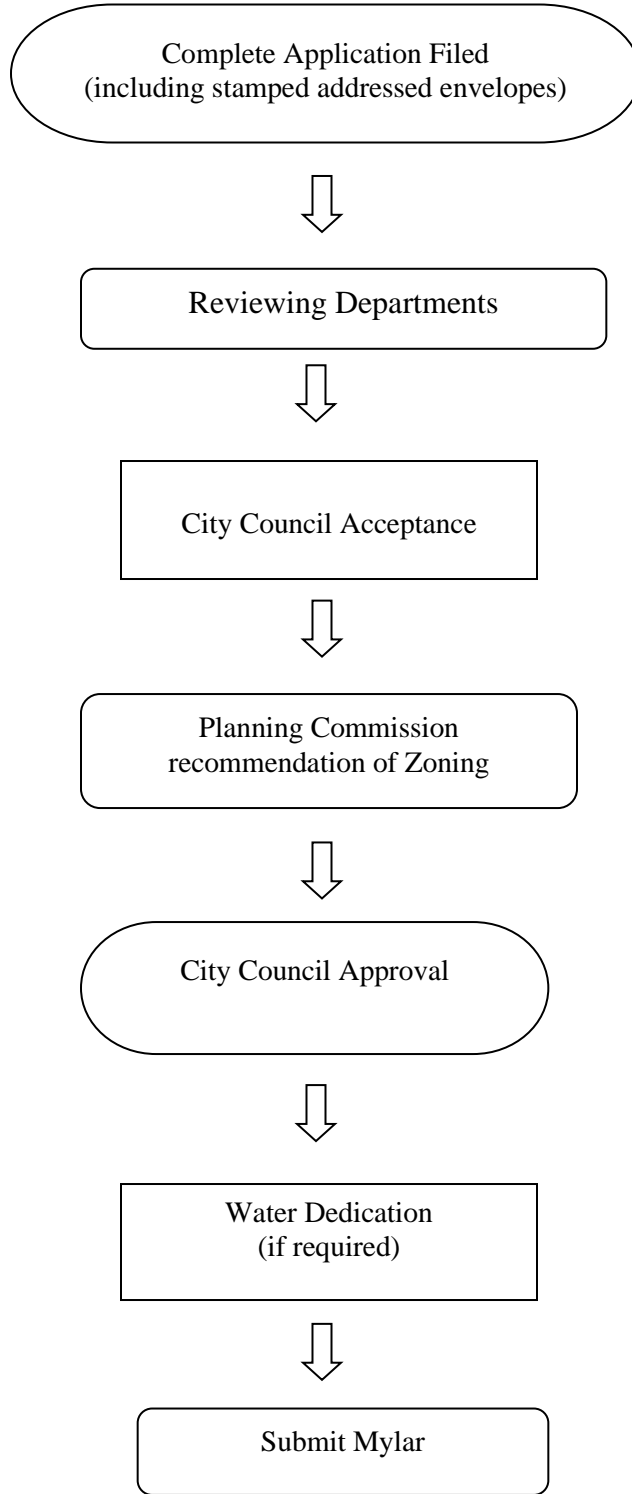 Complete Application Filed
(including stamped addressed envelopes)
Reviewing Departments
City Council Acceptance
Planning Commission
recommendation of Zoning
City Council Approval
Water Dedication
(if required)
Submit Mylar